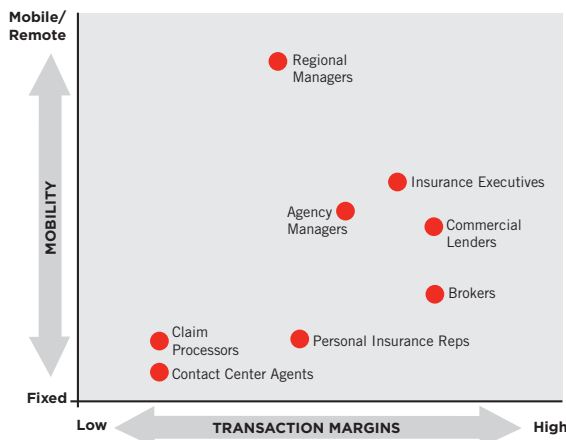 Mobile/
Remote
Regional
Managers
Insurance Executives
Agency
Managers
Commercial
Lenders
MOBILITY
Brokers
Claim
Processors
Personal Insurance Reps
Contact Center Agents
Fixed
Low
TRANSACTION MARGINS
High